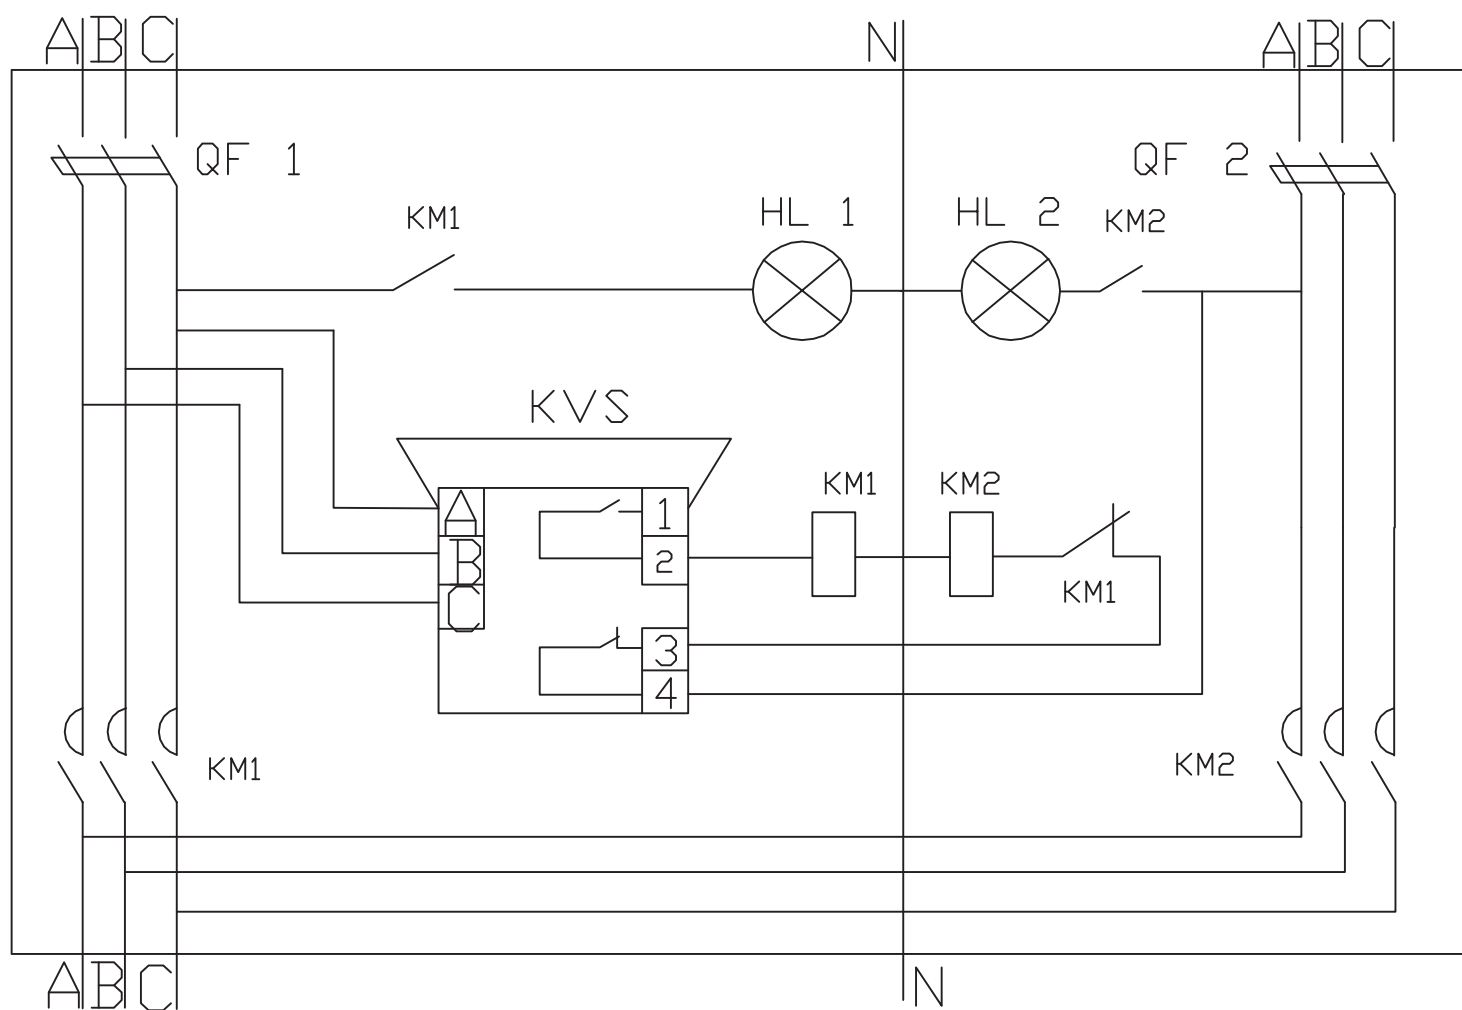 A B C N A B C
QF 1 QF 2
HL 1 HL 2
KM1 KM2
KVS
KM1 KM2
A 1
B 2
KM1
C
3
4
KM1 KM2
A B C N